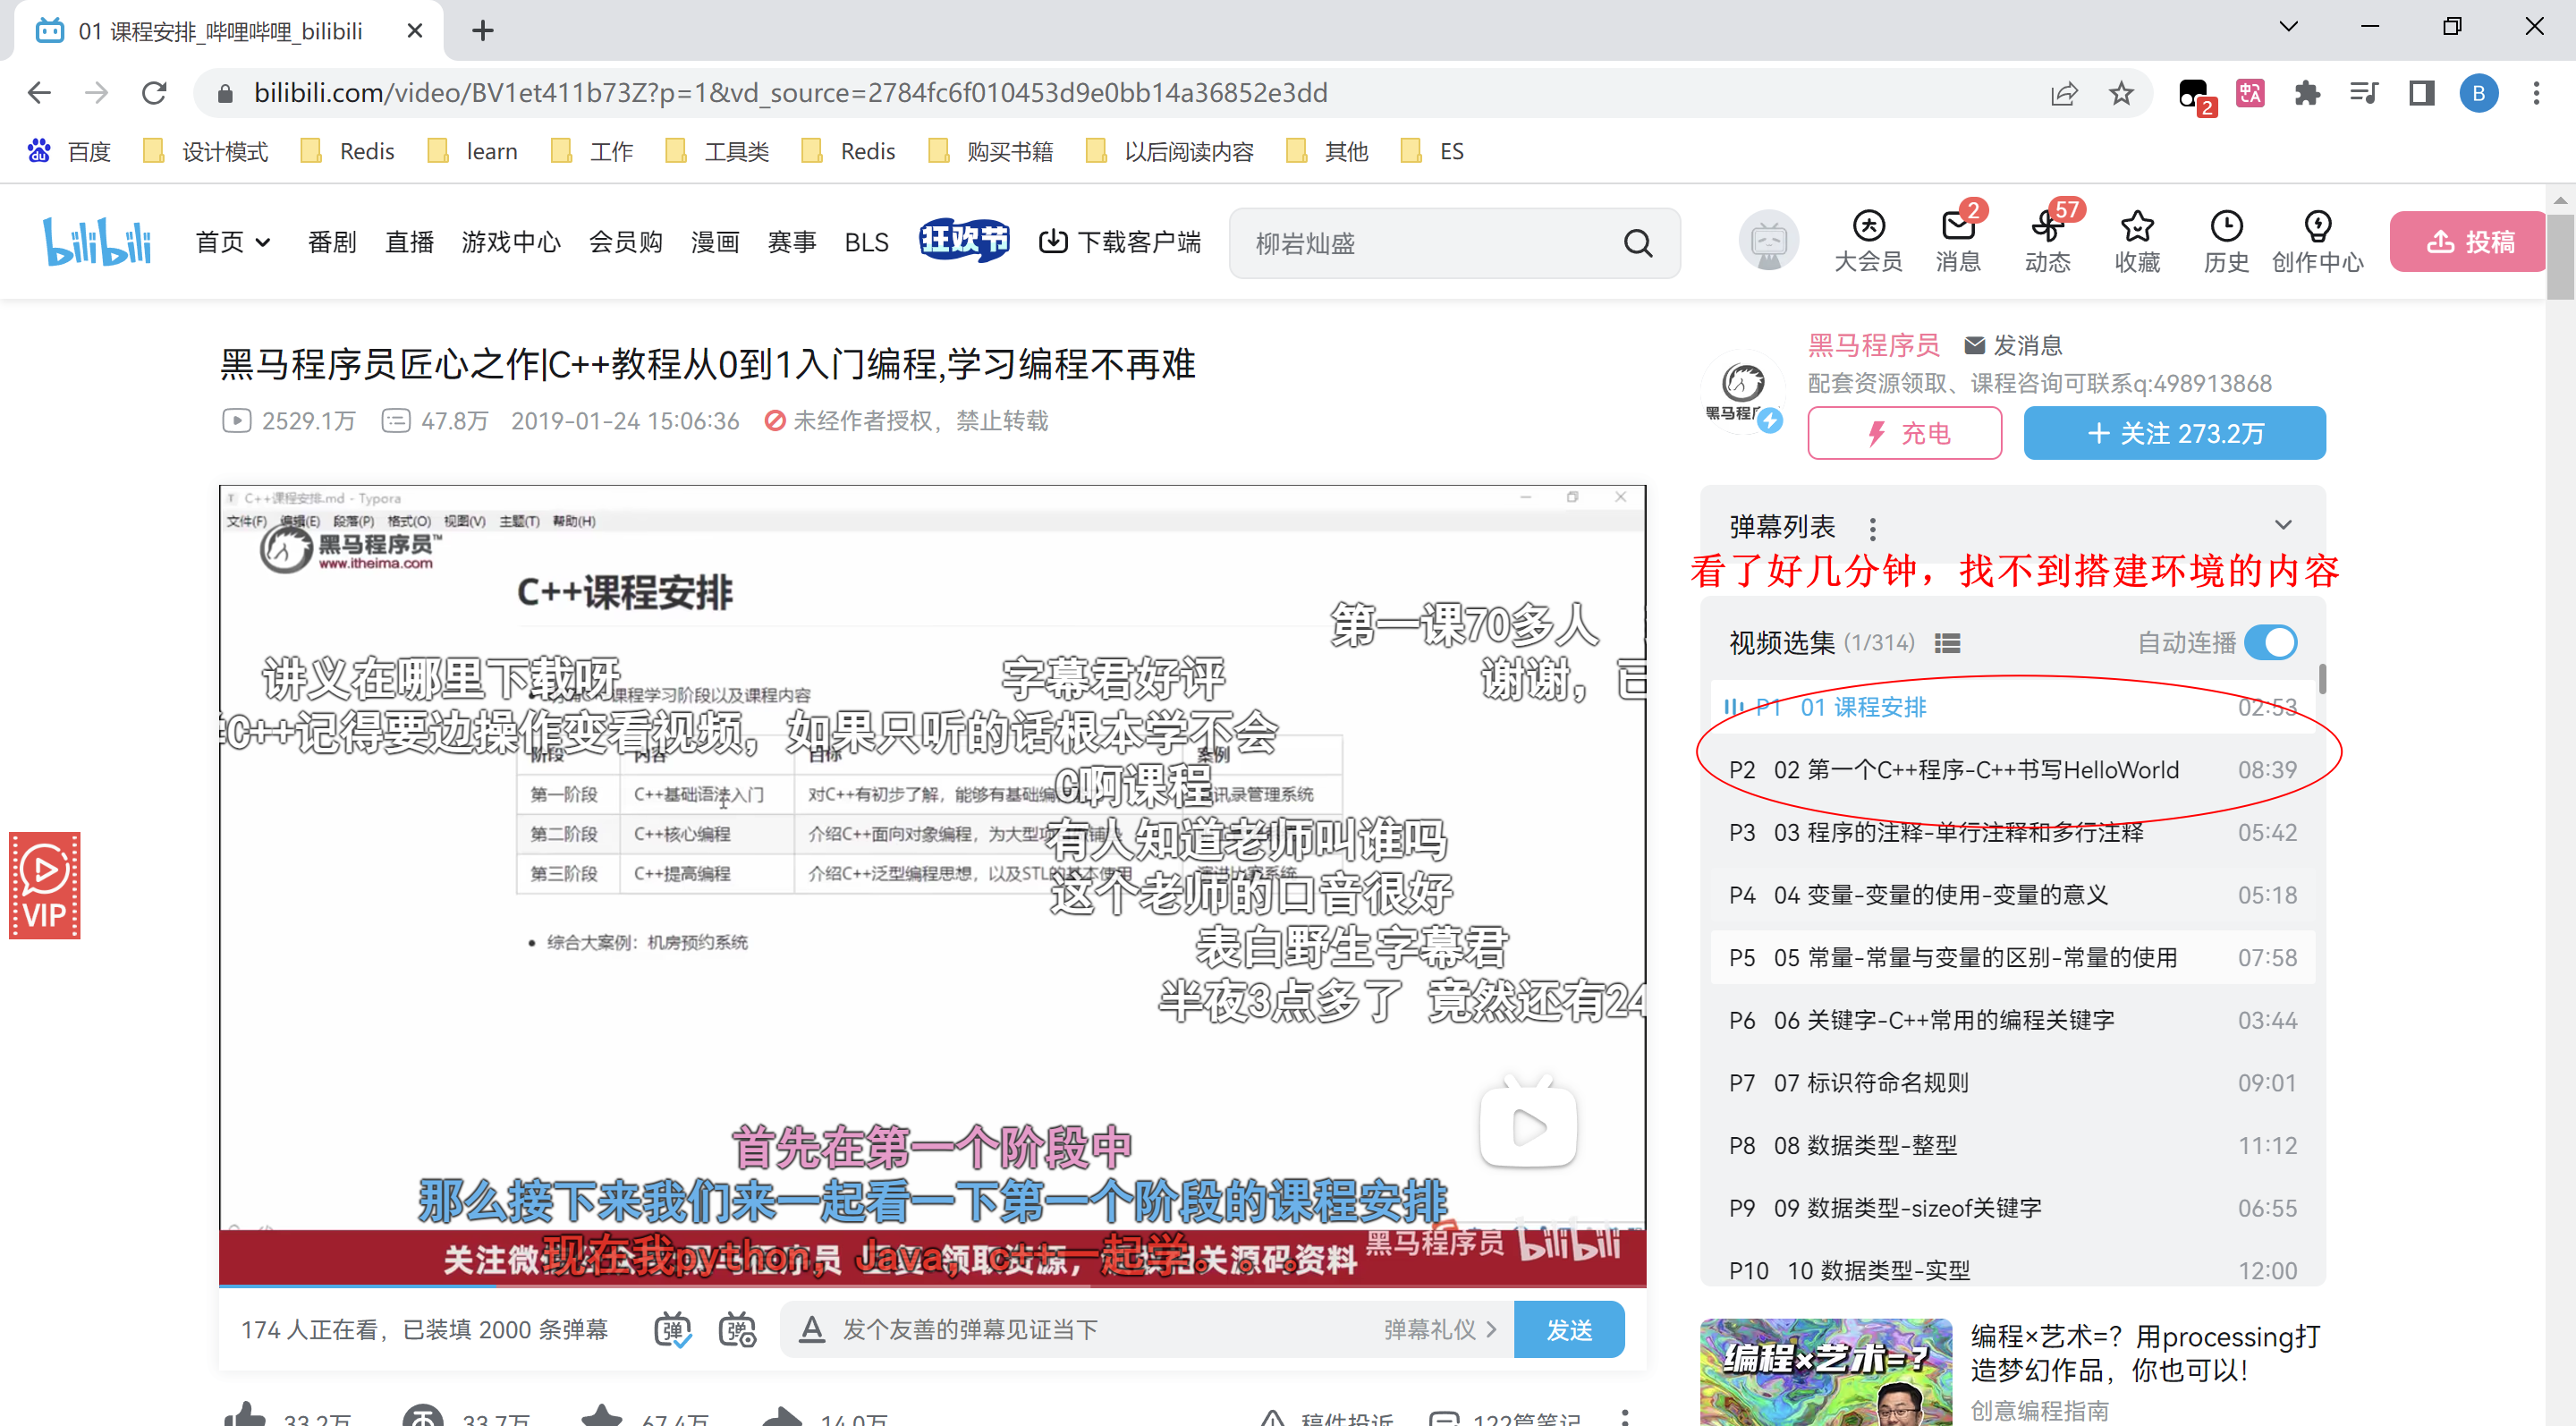 01 课程安排_哔哩哔哩_bilibili
bilibili.com/video/BV1et411b73Z?p=1&vd_source=2784fc6f010453d9e0bb14a36852e3dd
2
B
百度 设计模式 Redis learn 工作 工具类 Redis 购买书籍 以后阅读内容 其他 ES
bilibili 首页 番剧 直播 游戏中心 会员购 漫画 赛事 BLS 狂欢节 下载客户端 柳岩灿盛 大会员 2 消息 57 动态 收藏 历史 创作中心 投稿
黑马程序员匠心之作|C++教程从0到1入门编程,学习编程不再难
2529.1万 47.8万 2019-01-24 15:06:36 未经作者授权，禁止转载
黑马程序员 发消息
配套资源领取、课程咨询可联系q:498913868
充电 + 关注 273.2万
C++课程安排.md - Typora
文件(F) 编辑(E) 段落(P) 格式(O) 视图(V) 主题(T) 帮助(H)
黑马程序员™
www.itheima.com
C++课程安排
第一课70多人
讲义在哪里下载呀 字幕君好评 谢谢，已
课程学习阶段以及课程内容
C++记得要边操作变看视频，如果只听的话根本学不会
阶段 内容 目标 案例
C啊课程
第一阶段 C++基础语法入门 对C++有初步了解，能够有基础编 讯录管理系统
有人知道老师叫谁吗
第二阶段 C++核心编程 介绍C++面向对象编程，为大型项
这个老师的口音很好
第三阶段 C++提高编程 介绍C++泛型编程思想，以及STL的基本使用
表白野生字幕君
综合大案例：机房预约系统
半夜3点多了 竟然还有24
首先在第一个阶段中
那么接下来我们来一起看一下第一个阶段的课程安排
现在我python，Java，c++一起学。。。
关注微 领取资源， 关源码资料
黑马程序员 bilibili
174 人正在看，已装填 2000 条弹幕 弹 弹 A 发个友善的弹幕见证当下 弹幕礼仪 > 发送
33.2万 33.7万 67.4万 14.0万 稿件投诉 122篇笔记
VIP
弹幕列表
看了好几分钟，找不到搭建环境的内容
视频选集 (1/314) 自动连播
P1 01 课程安排 02:53
P2 02 第一个C++程序-C++书写HelloWorld 08:39
P3 03 程序的注释-单行注释和多行注释 05:42
P4 04 变量-变量的使用-变量的意义 05:18
P5 05 常量-常量与变量的区别-常量的使用 07:58
P6 06 关键字-C++常用的编程关键字 03:44
P7 07 标识符命名规则 09:01
P8 08 数据类型-整型 11:12
P9 09 数据类型-sizeof关键字 06:55
P10 10 数据类型-实型 12:00
编程×艺术=?
编程×艺术=？用processing打
造梦幻作品，你也可以！
创意编程指南